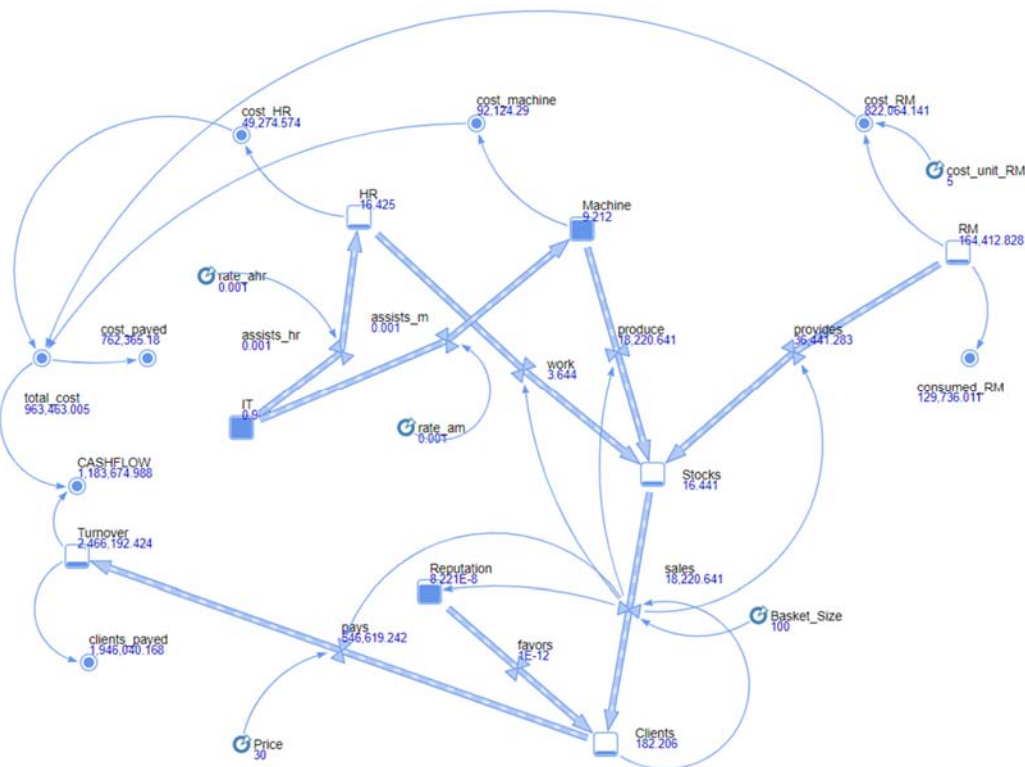 cost_HR
49,274.574
cost_machine
92,124.29
cost_RM
822,064.141
cost_unit_RM
5
HR
16.425
Machine
9.212
RM
164,412.828
rate_ahr
0.001
assists_hr
0.001
assists_m
0.001
cost_payed
762,365.18
produce
18,220.641
provides
36,441.283
work
3.644
total_cost
963,463.005
IT
0.9
rate_am
0.001
consumed_RM
129,736.011
CASHFLOW
1,183,674.988
Stocks
16.441
Turnover
2,466,192.424
Reputation
8.221E-8
sales
18,220.641
Basket_Size
100
clients_payed
1,946,040.168
pays
546,619.242
favors
1E-12
Price
30
Clients
182.206